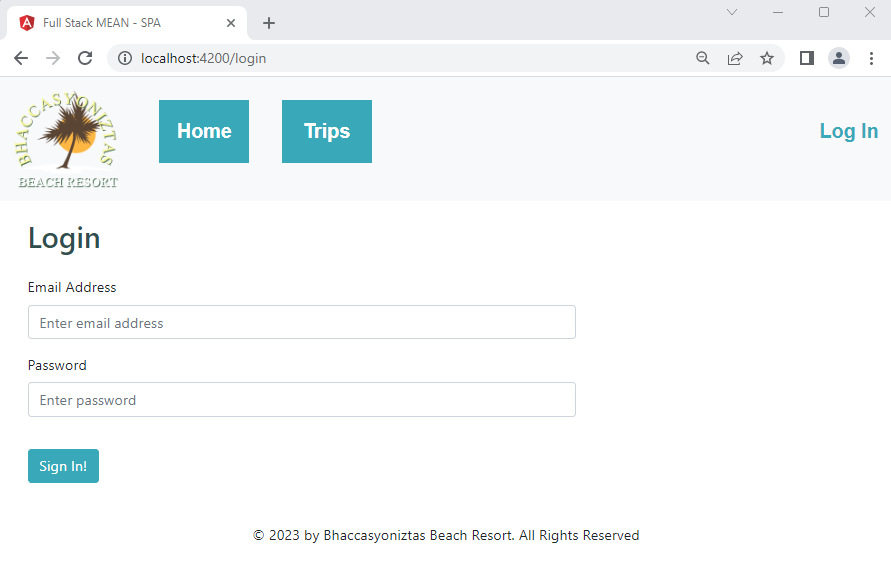 Full Stack MEAN - SPA
localhost:4200/login
BHACCASYONIZTAS
BEACH RESORT
Home
Trips
Log In
Login
Email Address
Enter email address
Password
Enter password
Sign In!
© 2023 by Bhaccasyoniztas Beach Resort. All Rights Reserved